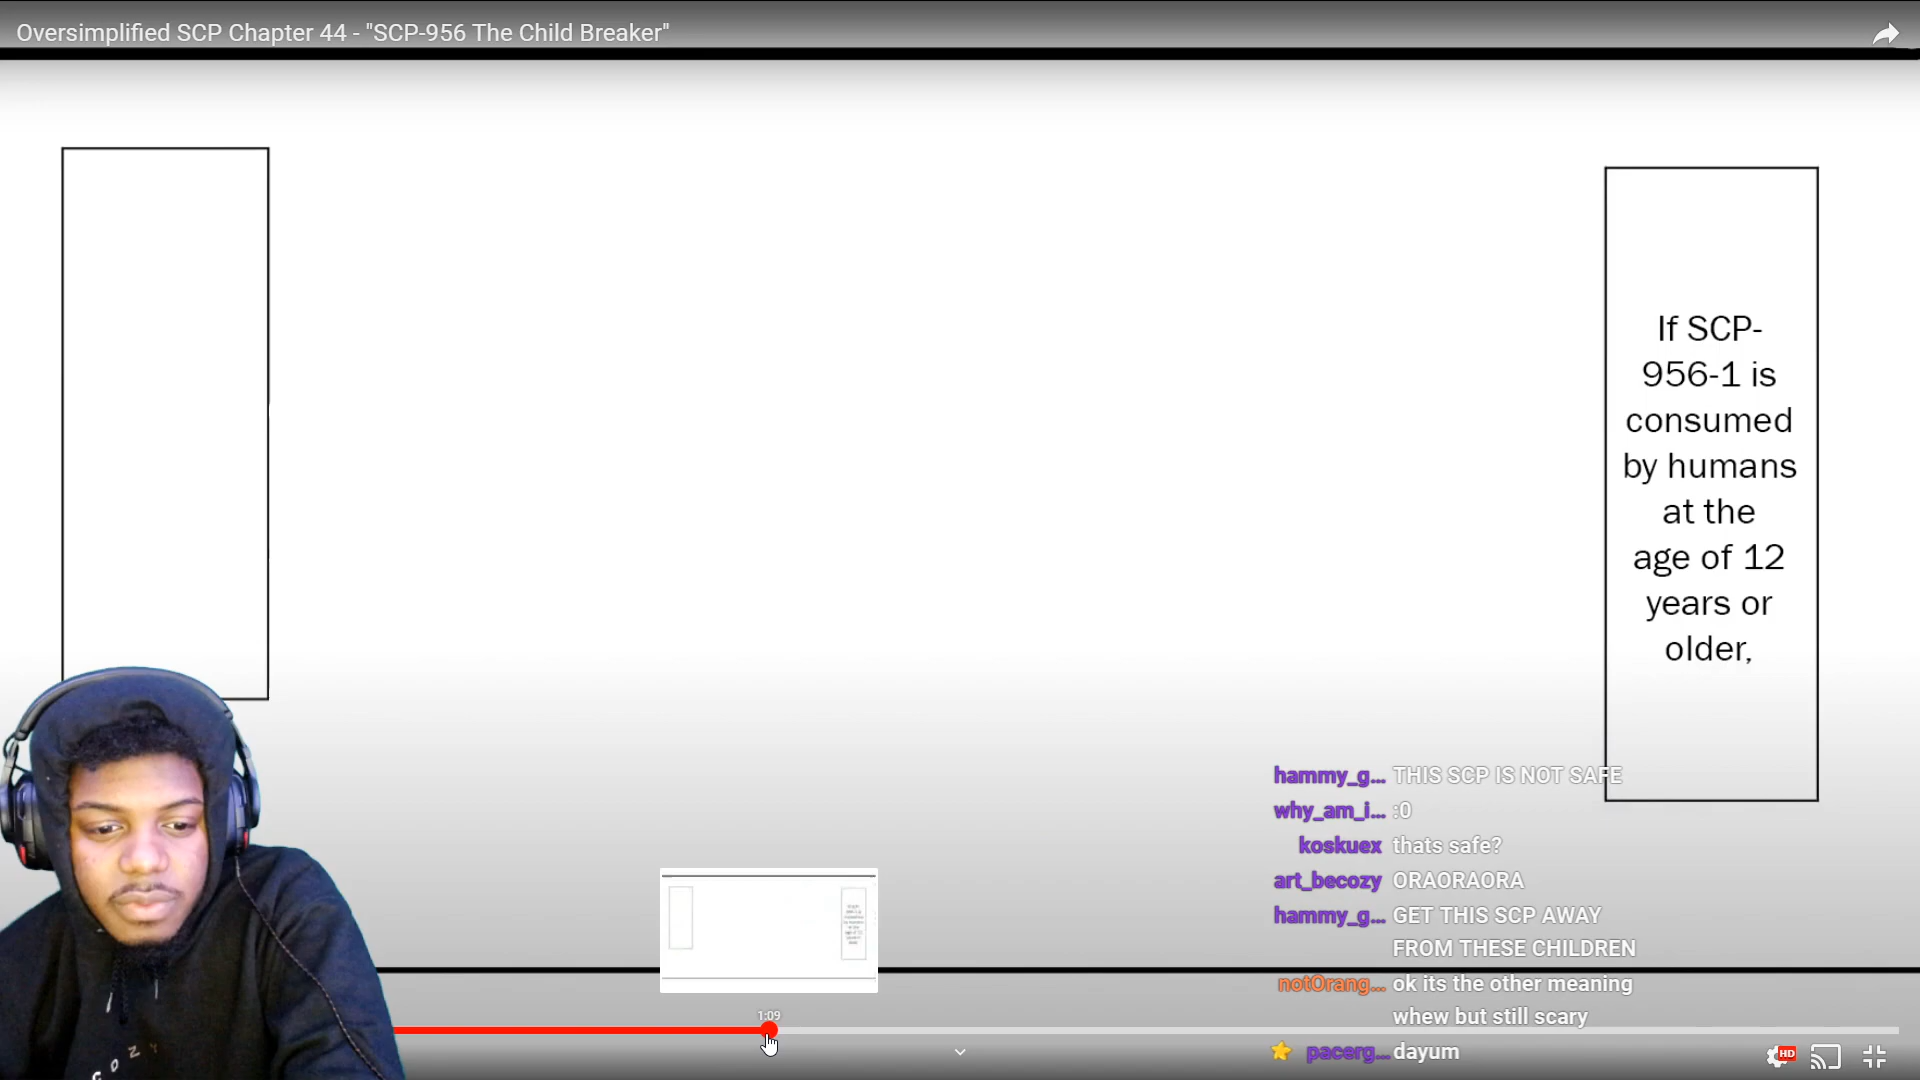 Oversimplified SCP Chapter 44 - "SCP-956 The Child Breaker"
If SCP-
956-1 is
consumed
by humans
at the
age of 12
years or
older,
hammy_g... THIS SCP IS NOT SAFE
why_am_i... :0
koskuex thats safe?
art_becozy ORAORAORA
hammy_g... GET THIS SCP AWAY
FROM THESE CHILDREN
notOrang... ok its the other meaning
whew but still scary
pacerg... dayum
1:09
HD
COZY